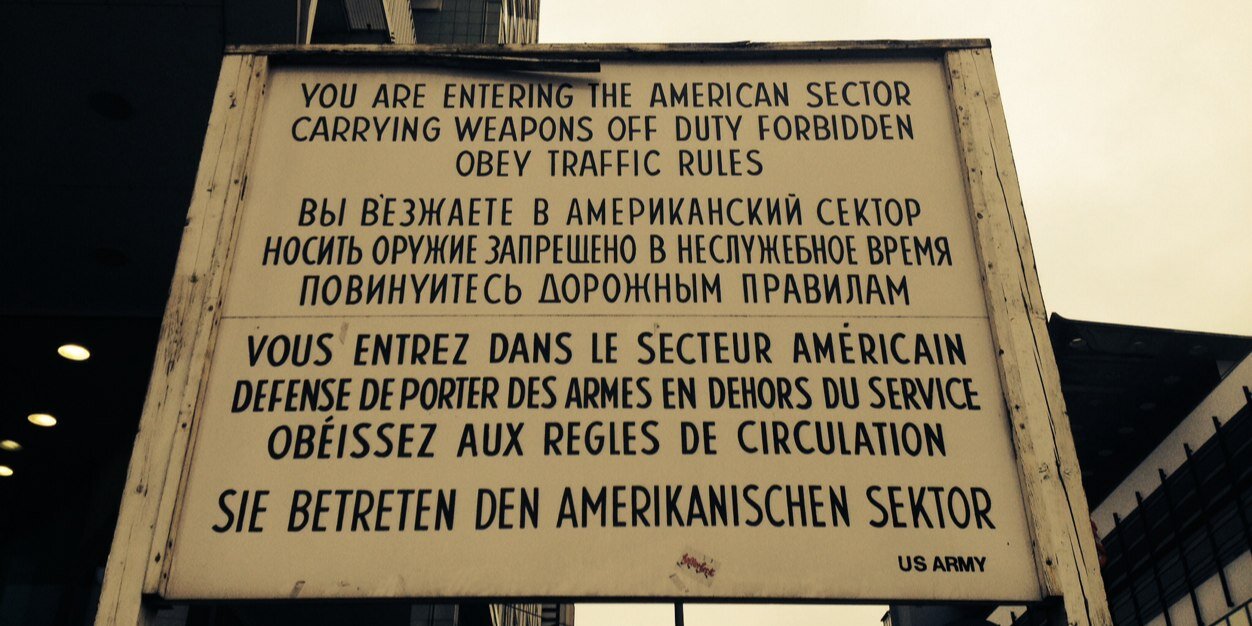 YOU ARE ENTERING THE AMERICAN SECTOR
CARRYING WEAPONS OFF DUTY FORBIDDEN
OBEY TRAFFIC RULES
ВЫ В'ЕЗЖАЕТЕ В АМЕРИКАНСКИЙ СЕКТОР
НОСИТЬ ОРУЖИЕ ЗАПРЕЩЕНО В НЕСЛУЖЕБНОЕ ВРЕМЯ
ПОВИНУИТЕСЬ ДОРОЖНЫМ ПРАВИЛАМ
VOUS ENTREZ DANS LE SECTEUR AMÉRICAIN
DEFENSE DE PORTER DES ARMES EN DEHORS DU SERVICE
OBÉISSEZ AUX REGLES DE CIRCULATION
SIE BETRETEN DEN AMERIKANISCHEN SEKTOR
US ARMY